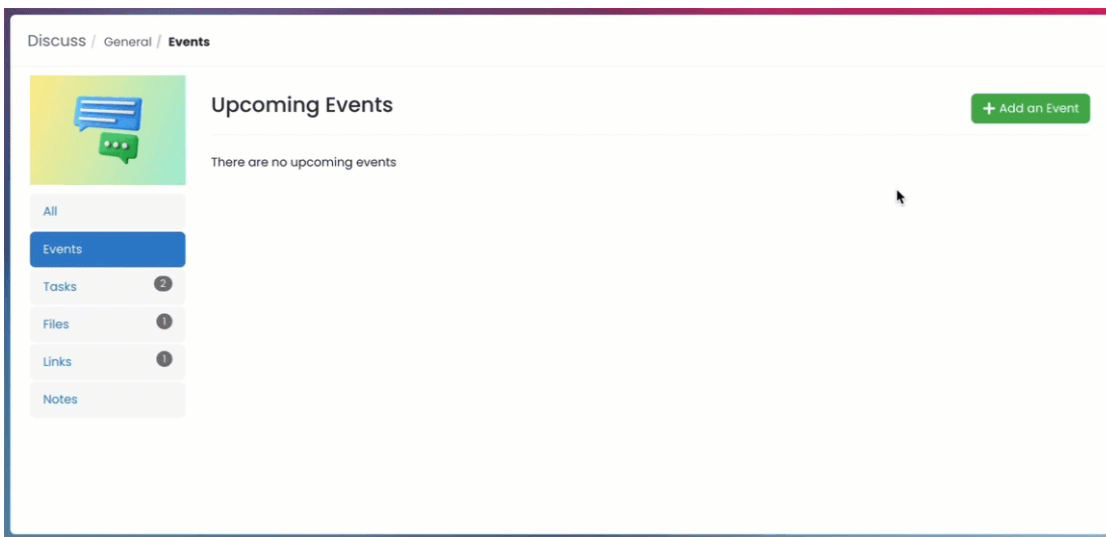 Discuss / General / Events
Upcoming Events
+ Add an Event
There are no upcoming events
All
Events
Tasks 2
Files 1
Links 1
Notes